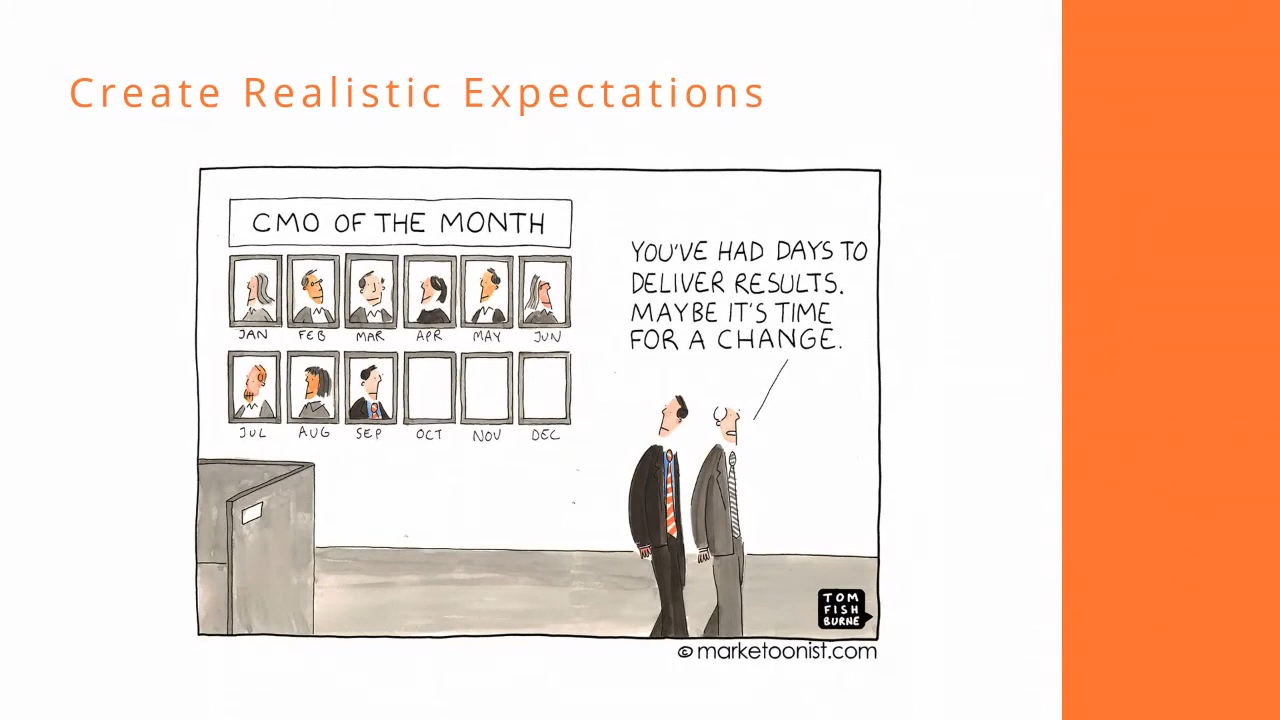 Create Realistic Expectations
CMO OF THE MONTH
JAN FEB MAR APR MAY JUN
JUL AUG SEP OCT NOV DEC
YOU'VE HAD DAYS TO
DELIVER RESULTS.
MAYBE IT'S TIME
FOR A CHANGE.
TOM
FISH
BURNE
© marketoonist.com